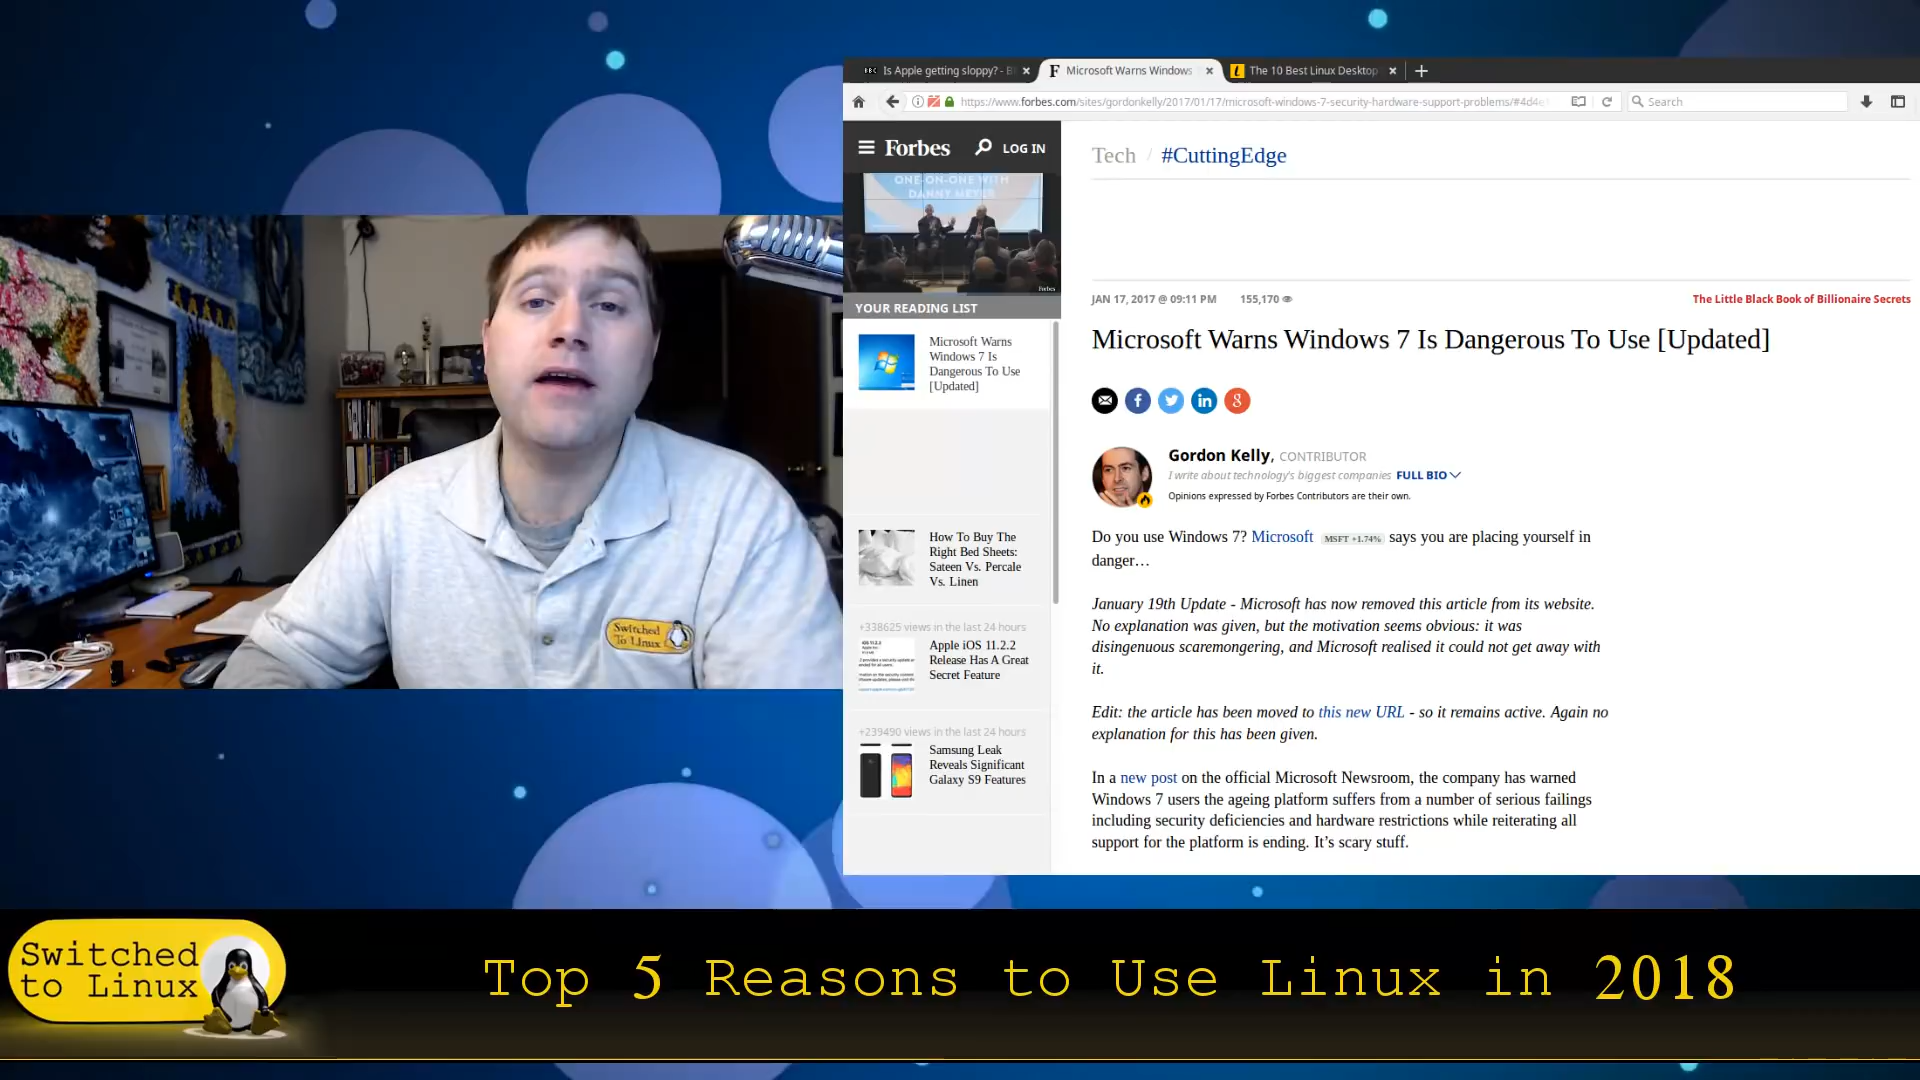 Is Apple getting sloppy? - B
Microsoft Warns Windows
The 10 Best Linux Desktop
https://www.forbes.com/sites/gordonkelly/2017/01/17/microsoft-windows-7-security-hardware-support-problems/#4d4e
Search
Forbes
LOG IN
ONE-ON-ONE WITH
DANNY MEYER
Forbes
YOUR READING LIST
Microsoft Warns
Windows 7 Is
Dangerous To Use
[Updated]
How To Buy The
Right Bed Sheets:
Sateen Vs. Percale
Vs. Linen
+338625 views in the last 24 hours
Apple iOS 11.2.2
Release Has A Great
Secret Feature
+239490 views in the last 24 hours
Samsung Leak
Reveals Significant
Galaxy S9 Features
Tech / #CuttingEdge
JAN 17, 2017 @ 09:11 PM 155,170
The Little Black Book of Billionaire Secrets
Microsoft Warns Windows 7 Is Dangerous To Use [Updated]
Gordon Kelly, CONTRIBUTOR
I write about technology's biggest companies FULL BIO
Opinions expressed by Forbes Contributors are their own.
Do you use Windows 7? Microsoft MSFT +1.74% says you are placing yourself in
danger…
January 19th Update - Microsoft has now removed this article from its website.
No explanation was given, but the motivation seems obvious: it was
disingenuous scaremongering, and Microsoft realised it could not get away with
it.
Edit: the article has been moved to this new URL - so it remains active. Again no
explanation for this has been given.
In a new post on the official Microsoft Newsroom, the company has warned
Windows 7 users the ageing platform suffers from a number of serious failings
including security deficiencies and hardware restrictions while reiterating all
support for the platform is ending. It's scary stuff.
Switched
To Linux
Switched
to Linux
Top 5 Reasons to Use Linux in 2018